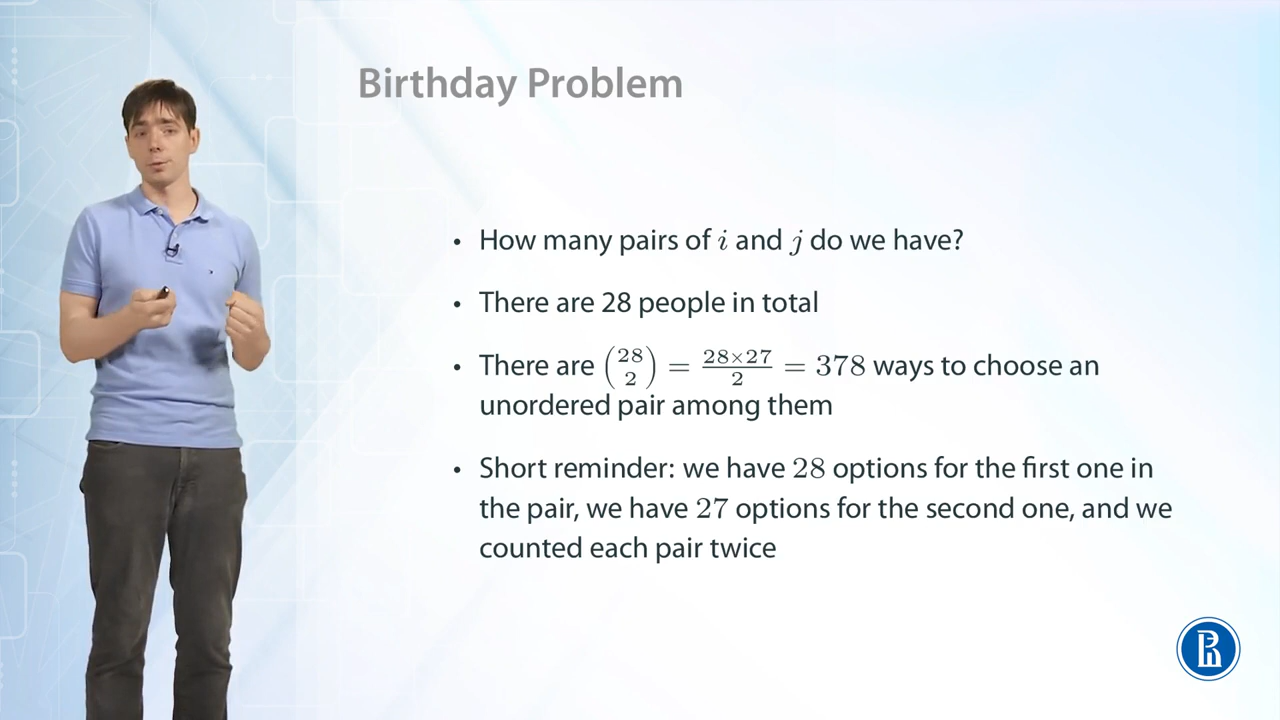 Birthday Problem
• How many pairs of i and j do we have?
• There are 28 people in total
• There are \binom{28}{2} = \frac{28×27}{2} = 378 ways to choose an
unordered pair among them
• Short reminder: we have 28 options for the first one in
the pair, we have 27 options for the second one, and we
counted each pair twice